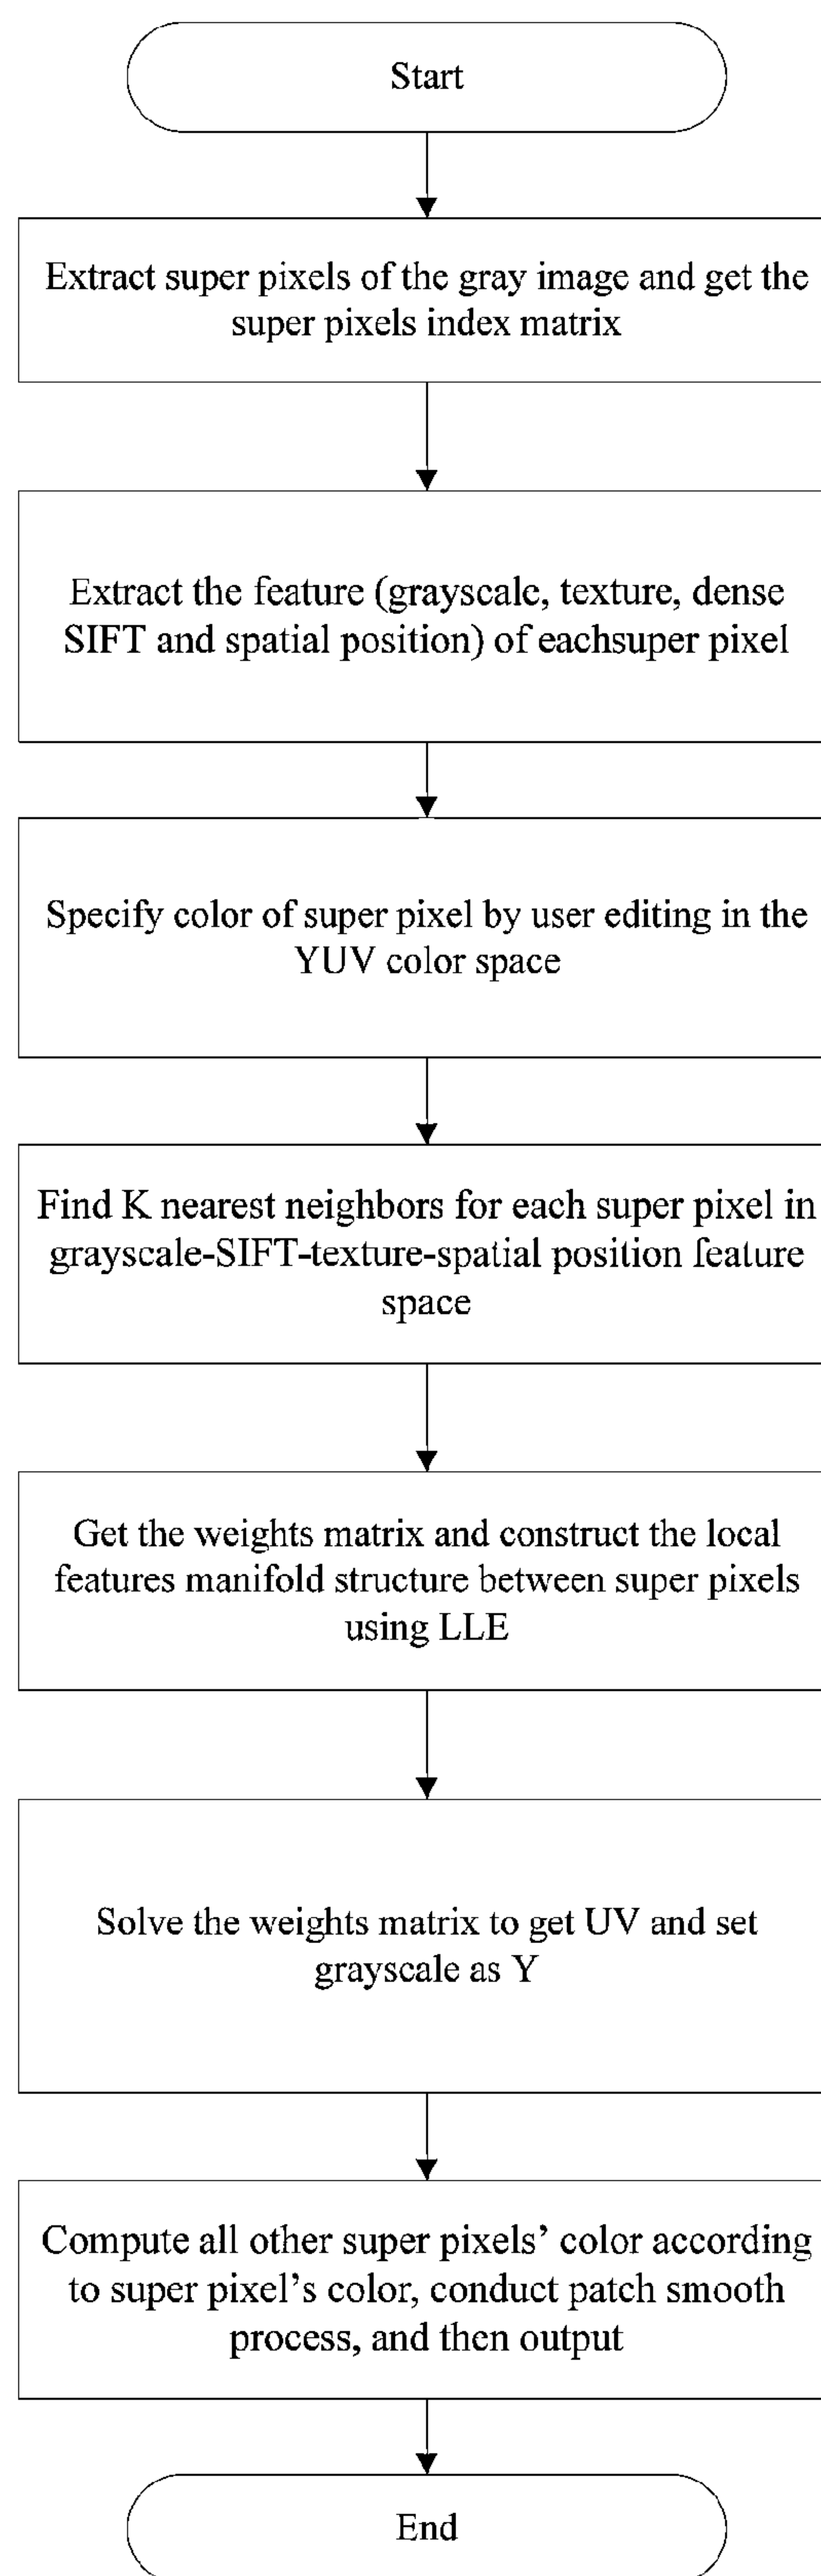 Start
Extract super pixels of the gray image and get the
super pixels index matrix
Extract the feature (grayscale, texture, dense
SIFT and spatial position) of eachsuper pixel
Specify color of super pixel by user editing in the
YUV color space
Find K nearest neighbors for each super pixel in
grayscale-SIFT-texture-spatial position feature
space
Get the weights matrix and construct the local
features manifold structure between super pixels
using LLE
Solve the weights matrix to get UV and set
grayscale as Y
Compute all other super pixels’ color according
to super pixel’s color, conduct patch smooth
process, and then output
End